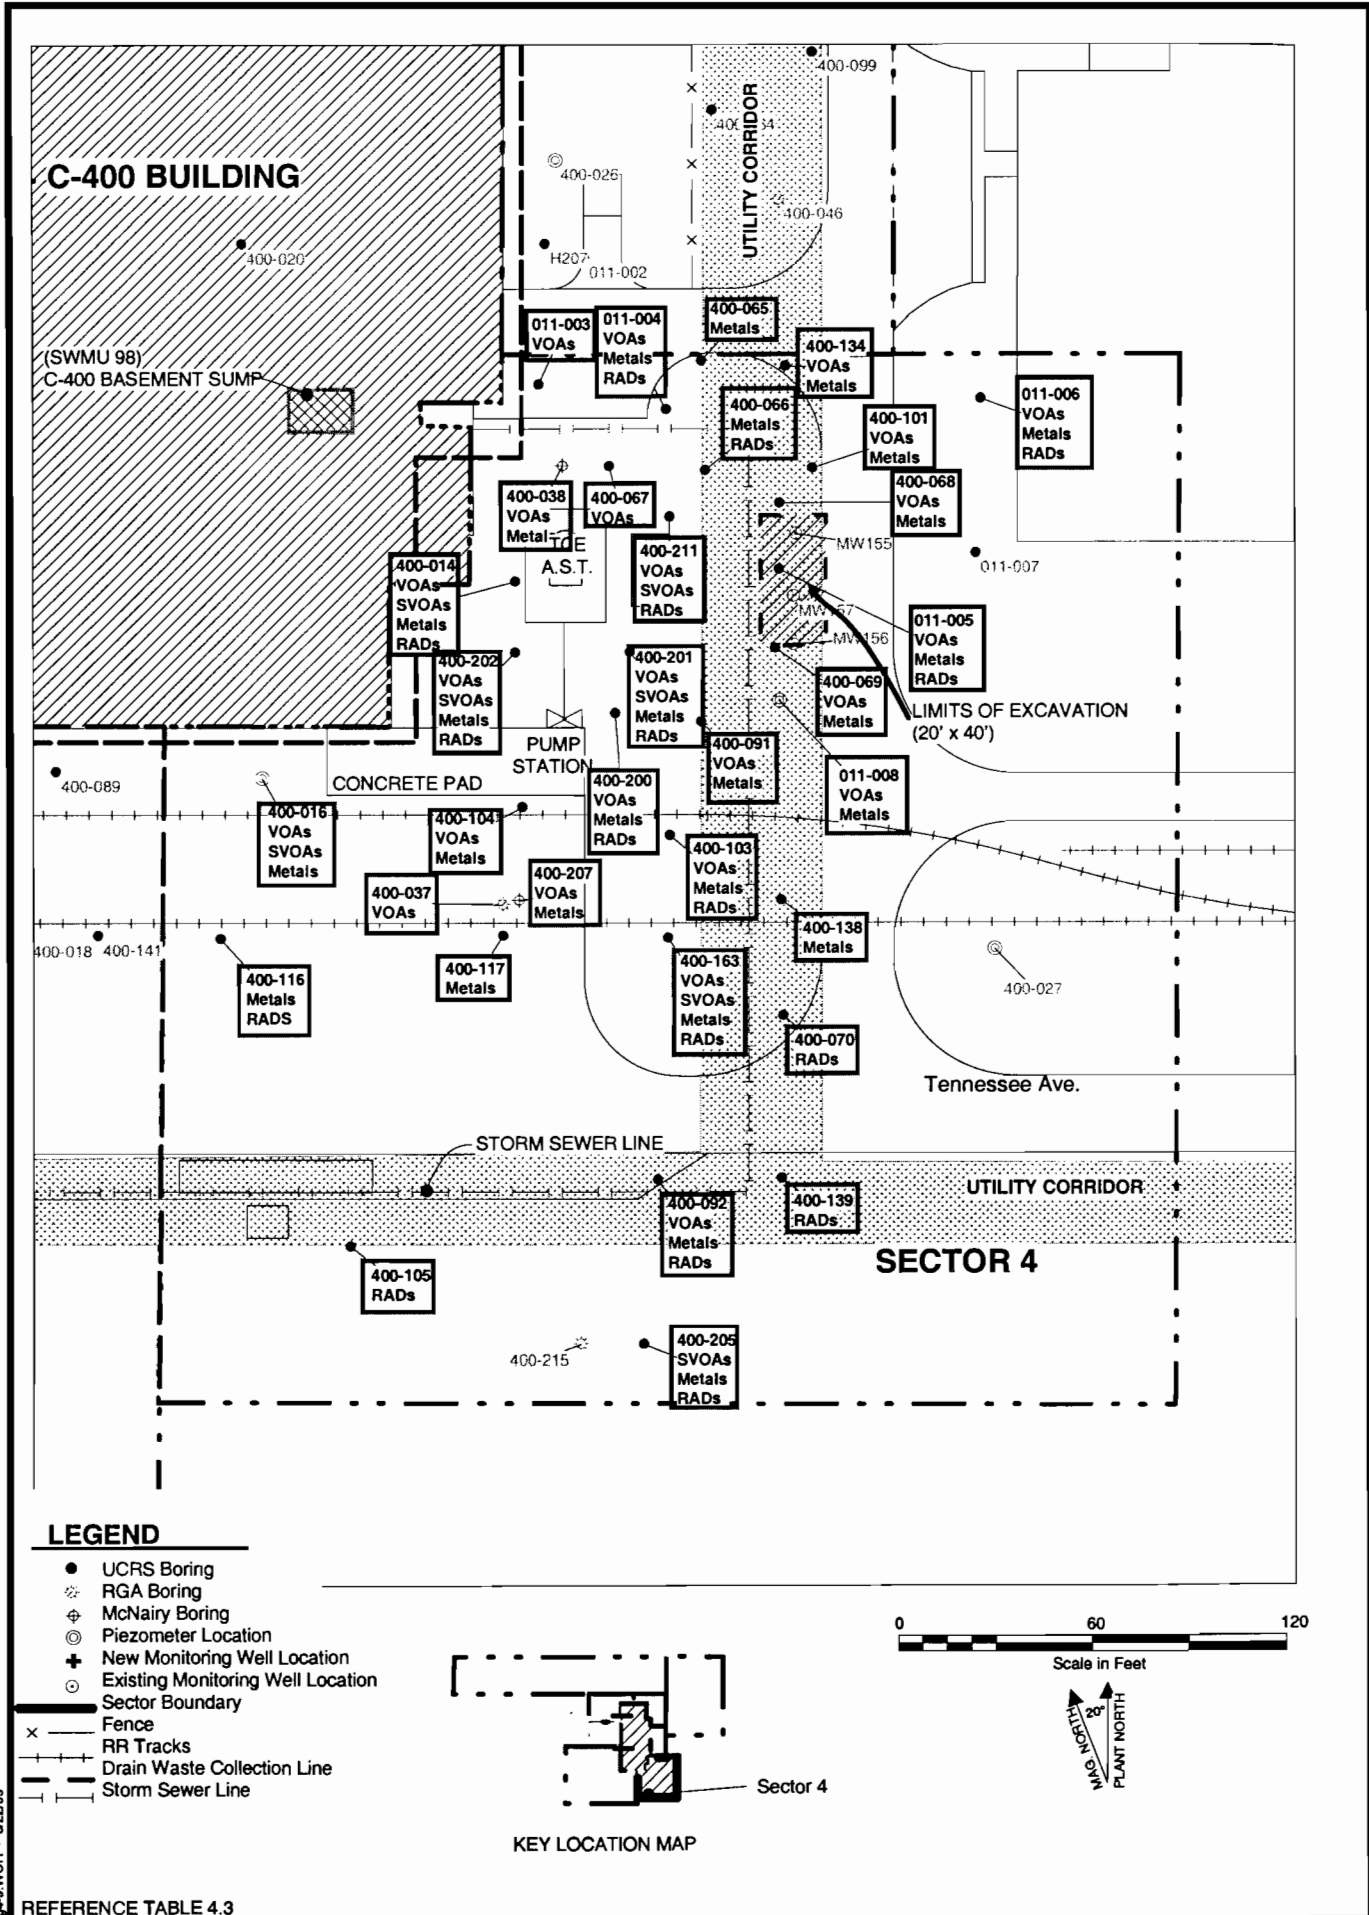 400-099
UTILITY CORRIDOR
C-400 BUILDING
400-026
400-046
400-020
H207
011-002
(SWMU 98)
C-400 BASEMENT SUMP
011-003
VOAs
011-004
VOAs
Metals
RADs
400-065
Metals
400-134
VOAs
Metals
400-066
Metals
RADs
400-101
VOAs
Metals
011-006
VOAs
Metals
RADs
400-038
VOAs
Metal
400-067
VOAs
400-068
VOAs
Metals
TCE
A.S.T.
400-211
VOAs
SVOAs
RADs
MW155
011-007
400-014
VOAs
SVOAs
Metals
RADs
MW157
MW156
011-005
VOAs
Metals
RADs
400-202
VOAs
SVOAs
Metals
RADs
400-201
VOAs
SVOAs
Metals
RADs
400-069
VOAs
Metals
LIMITS OF EXCAVATION
(20' x 40')
PUMP
STATION
400-091
VOAs
Metals
011-008
VOAs
Metals
400-089
CONCRETE PAD
400-016
VOAs
SVOAs
Metals
400-104
VOAs
Metals
400-200
VOAs
Metals
RADs
400-103
VOAs
Metals
RADs
400-037
VOAs
400-207
VOAs
Metals
400-138
Metals
400-018
400-141
400-116
Metals
RADS
400-117
Metals
400-163
VOAs
SVOAs
Metals
RADs
400-027
400-070
RADs
Tennessee Ave.
STORM SEWER LINE
UTILITY CORRIDOR
400-092
VOAs
Metals
RADs
400-139
RADs
SECTOR 4
400-105
RADs
400-215
400-205
SVOAs
Metals
RADs
LEGEND
UCRS Boring
RGA Boring
McNairy Boring
Piezometer Location
New Monitoring Well Location
Existing Monitoring Well Location
Sector Boundary
Fence
RR Tracks
Drain Waste Collection Line
Storm Sewer Line
0 60 120
Scale in Feet
MAG. NORTH
20°
PLANT NORTH
Sector 4
KEY LOCATION MAP
REFERENCE TABLE 4.3